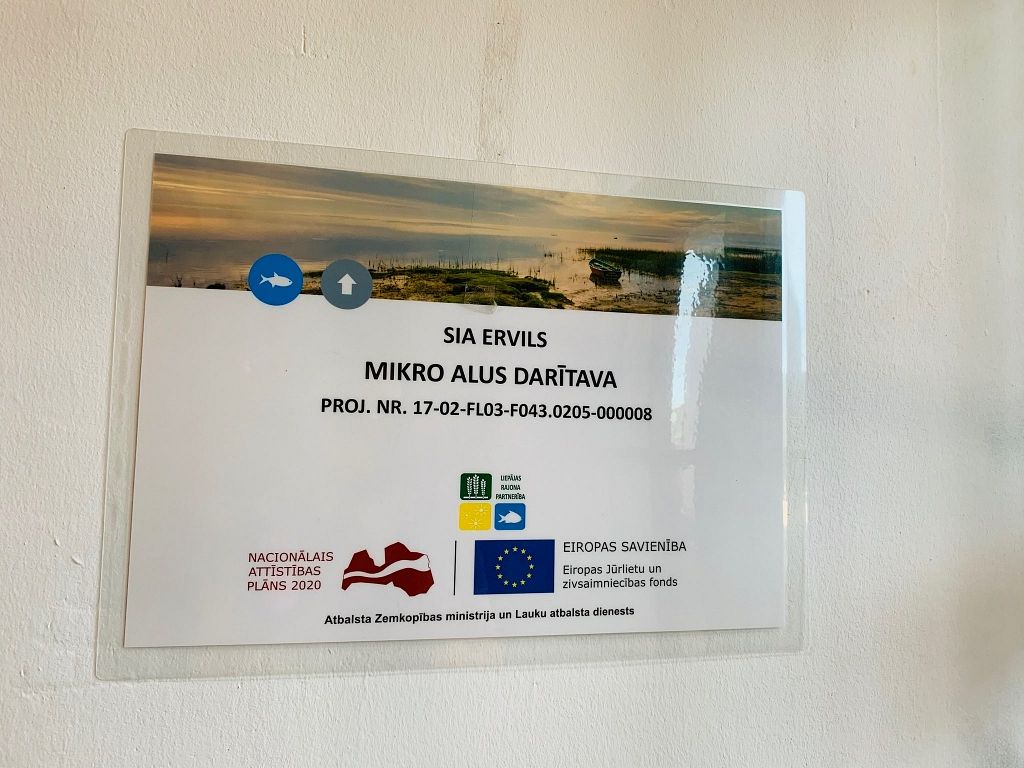 SIA ERVILS
MIKRO ALUS DARĪTAVA
PROJ. NR. 17-02-FL03-F043.0205-000008
LIEPĀJAS
RAJONA
PARTNERĪBA
NACIONĀLAIS
ATTĪSTĪBAS
PLĀNS 2020
EIROPAS SAVIENĪBA
Eiropas Jūrlietu un
zivsaimniecības fonds
Atbalsta Zemkopības ministrija un Lauku atbalsta dienests